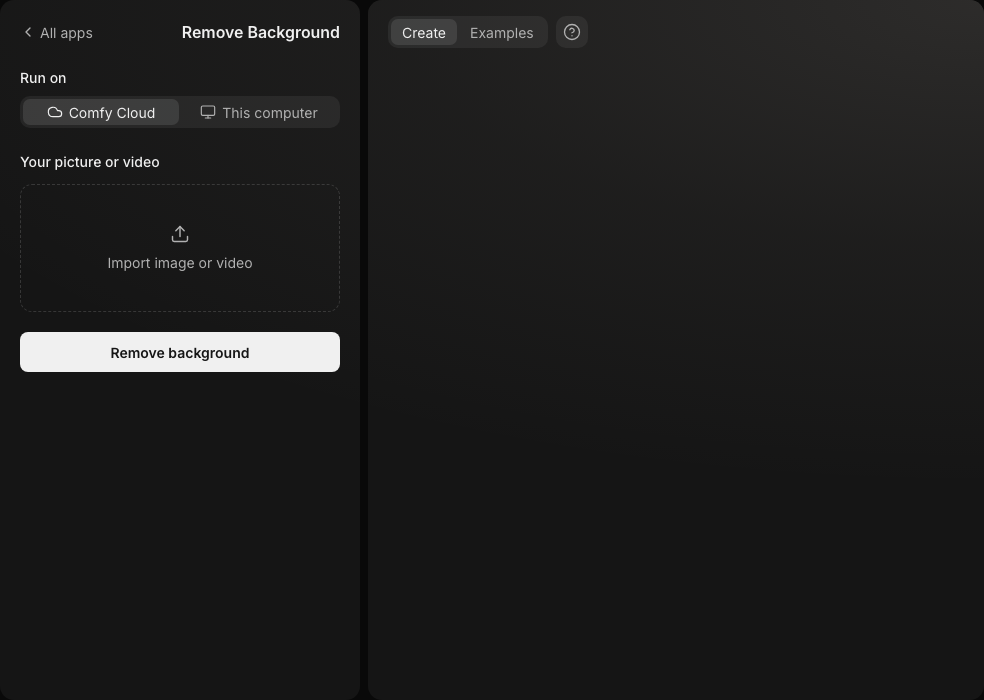 All apps
Remove Background
Run on
Comfy Cloud
This computer
Your picture or video
Import image or video
Remove background
Create
Examples